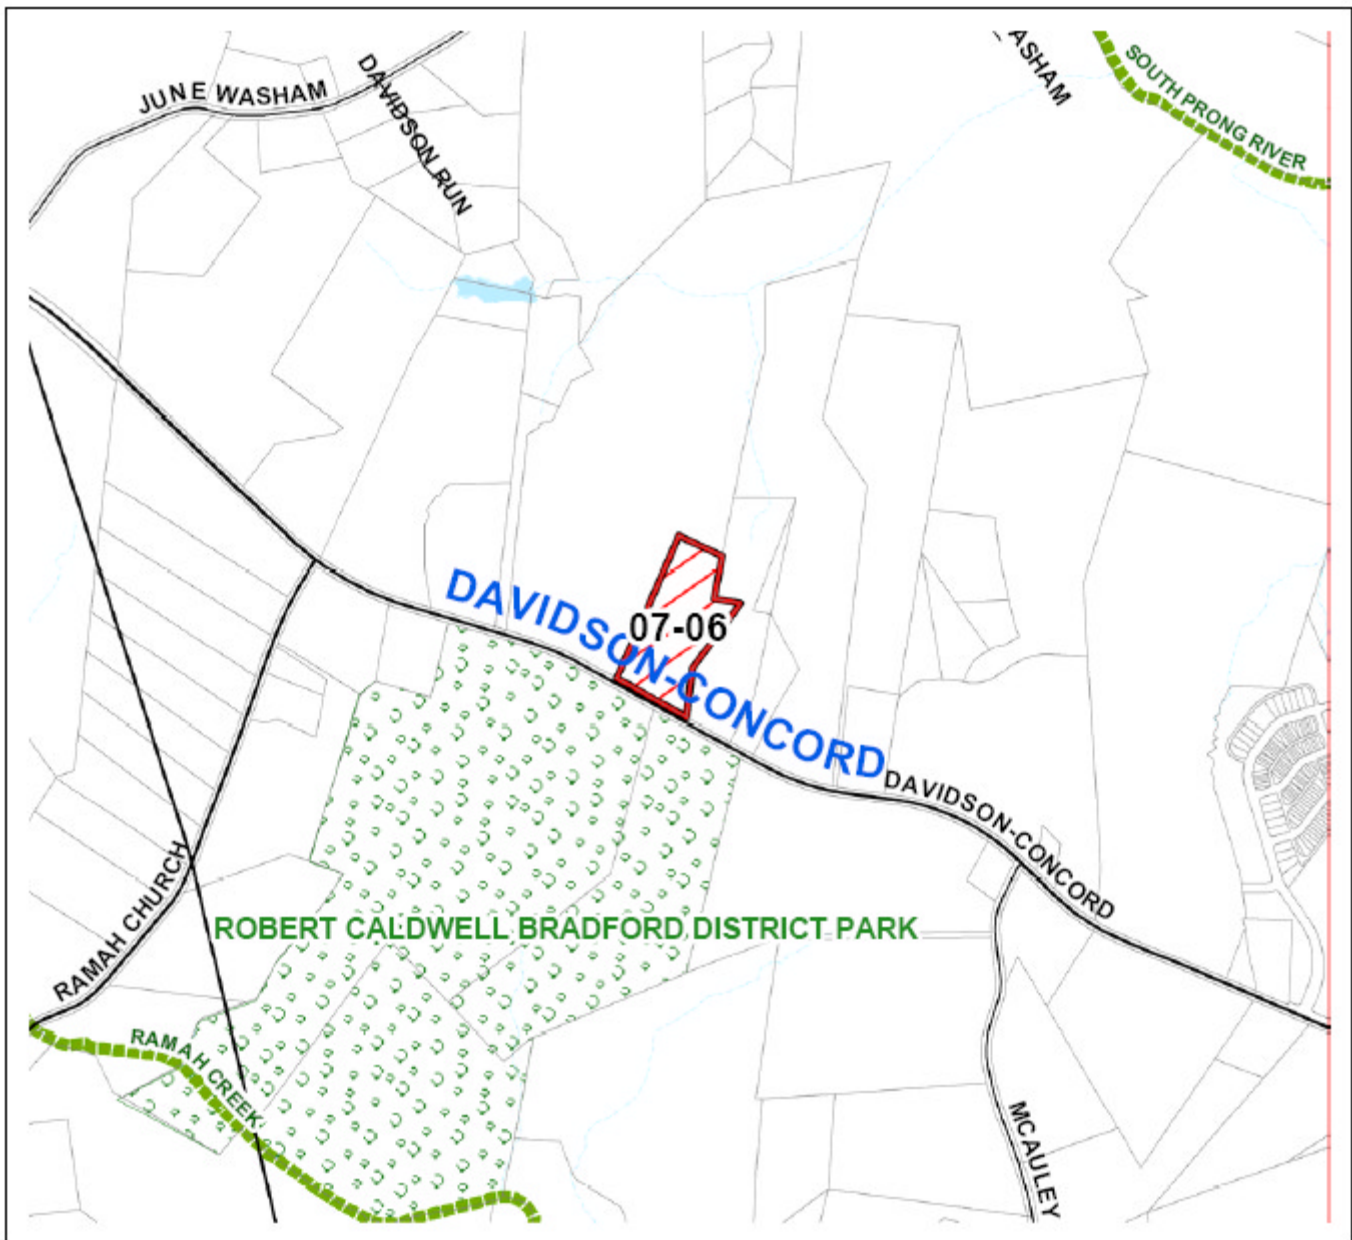 JUNE WASHAM
DAVIDSON RUN
ASHAM
SOUTH PRONG RIVER
07-06
DAVIDSON-CONCORD
DAVIDSON-CONCORD
RAMAH CHURCH
ROBERT CALDWELL BRADFORD DISTRICT PARK
RAMAH CREEK
MCAULEY